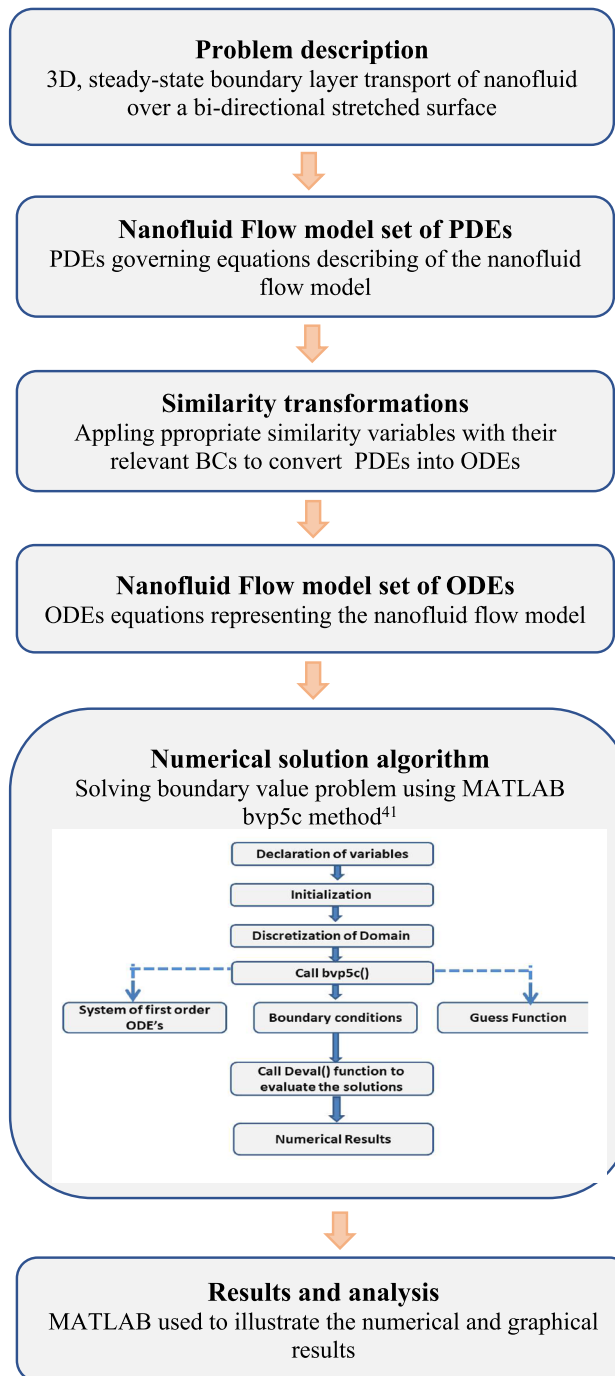 Problem description
3D, steady-state boundary layer transport of nanofluid
over a bi-directional stretched surface
Nanofluid Flow model set of PDEs
PDEs governing equations describing of the nanofluid
flow model
Similarity transformations
Appling ppropriate similarity variables with their
relevant BCs to convert PDEs into ODEs
Nanofluid Flow model set of ODEs
ODEs equations representing the nanofluid flow model
Numerical solution algorithm
Solving boundary value problem using MATLAB
bvp5c method⁴¹
Declaration of variables
Initialization
Discretization of Domain
Call bvp5c()
System of first order
ODE's
Boundary conditions
Guess Function
Call Deval() function to
evaluate the solutions
Numerical Results
Results and analysis
MATLAB used to illustrate the numerical and graphical
results